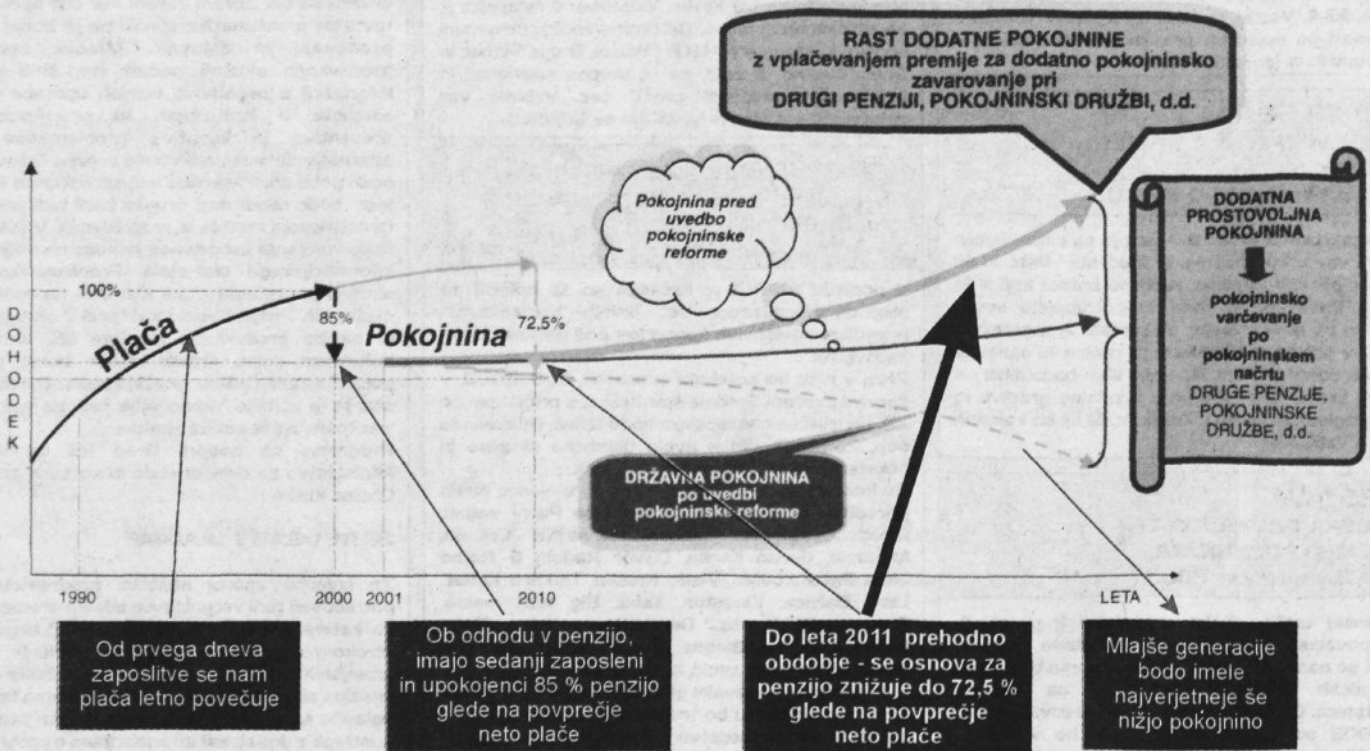 RAST DODATNE POKOJNINE
z vplačevanjem premije za dodatno pokojninsko
zavarovanje pri
DRUGI PENZIJI, POKOJNINSKI DRUŽBI, d.d.
Pokojnina pred
uvedbo
pokojninske
reforme
DODATNA
PROSTOVOLJNA
POKOJNINA
pokojninsko
varčevanje
po
pokojninskem
načrtu
DRUGE PENZIJE,
POKOJNINSKE
DRUŽBE, d.d.
DOHODEK
100%
Plača
85%
Pokojnina
72,5%
DRŽAVNA POKOJNINA
po uvedbi
pokojninske reforme
1990
2000
2001
2010
LETA
Od prvega dneva
zaposlitve se nam
plača letno povečuje
Ob odhodu v penzijo,
imajo sedanji zaposleni
in upokojenci 85 % penzijo
glede na povprečje
neto plače
Do leta 2011 prehodno
obdobje - se osnova za
penzijo znižuje do 72,5 %
glede na povprečje
neto plače
Mlajše generacije
bodo imele
najverjetneje še
nižjo pokojnino